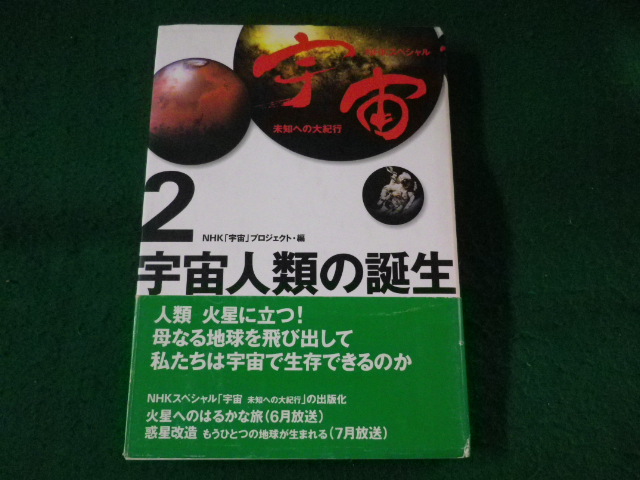 NHKスペシャル
宇宙
未知への大紀行
2
NHK「宇宙」プロジェクト・編
宇宙人類の誕生
人類 火星に立つ!
母なる地球を飛び出して
私たちは宇宙で生存できるのか
NHKスペシャル「宇宙 未知への大紀行」の出版化
火星へのはるかな旅(6月放送)
惑星改造 もうひとつの地球が生まれる(7月放送)